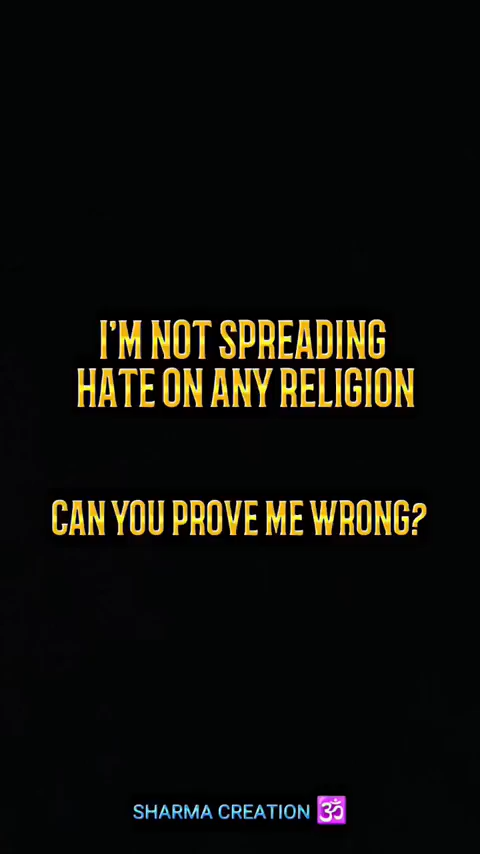 I'M NOT SPREADING
HATE ON ANY RELIGION
CAN YOU PROVE ME WRONG?
SHARMA CREATION 🕉️